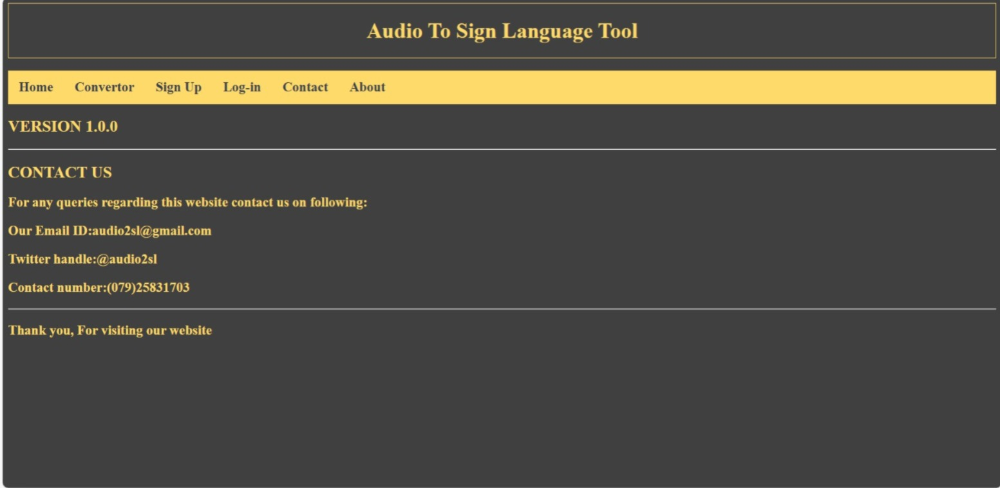 Audio To Sign Language Tool
Home Convertor Sign Up Log-in Contact About
VERSION 1.0.0
CONTACT US
For any queries regarding this website contact us on following:
Our Email ID:audio2sl@gmail.com
Twitter handle:@audio2sl
Contact number:(079)25831703
Thank you, For visiting our website